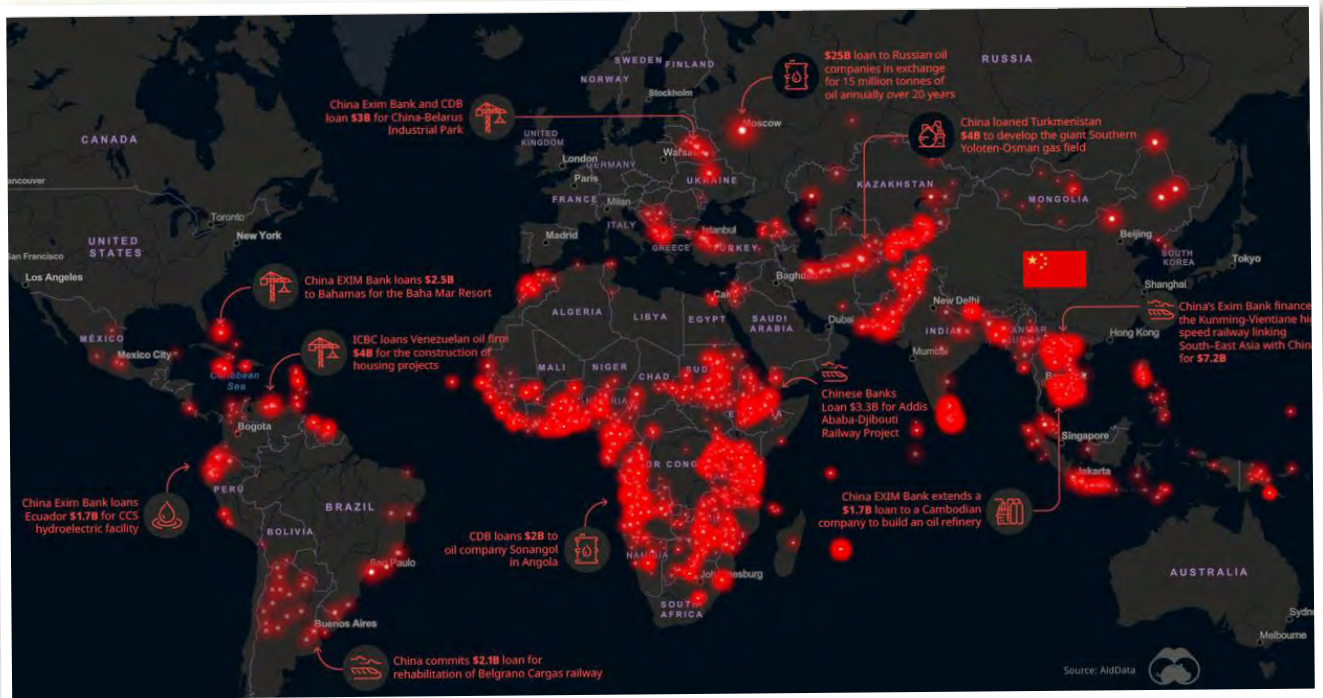 CANADA
ancouver
Toronto
New York
UNITED
STATES
an Francisco
Los Angeles
MÉXICO
Mexico City
Caribbean
Sea
Bogota
PERÚ
BRAZIL
BOLIVIA
Buenos Aires
China Exim Bank and CDB
loan $3B for China-Belarus
Industrial Park
$25B loan to Russian oil
companies in exchange
for 15 million tonnes of
oil annually over 20 years
China loaned Turkmenistan
$4B to develop the giant Southern
Yoloten-Osman gas field
SWEDEN
FINLAND
NORWAY
Stockholm
Moscow
RUSSIA
UNITED
KINGDOM
London
GERMANY
Paris
UKRAINE
FRANCE
Milan
ITALY
Madrid
Istanbul
GREECE
TURKEY
KAZAKHSTAN
MONGOLIA
Beijing
SOUTH
KOREA
Tokyo
Shanghai
Hong Kong
New Delhi
Mumbai
Dubai
SAUDI
ARABIA
ALGERIA
LIBYA
EGYPT
MALI
NIGER
CHAD
China EXIM Bank loans $2.5B
to Bahamas for the Baha Mar Resort
ICBC loans Venezuelan oil firm
$4B for the construction of
housing projects
China's Exim Bank finance
the Kunming-Vientiane hi
speed railway linking
South-East Asia with Chin
for $7.2B
Chinese Banks
Loan $3.3B for Addis
Ababa-Djibouti
Railway Project
Singapore
Jakarta
China Exim Bank loans
Ecuador $1.7B for CCS
hydroelectric facility
CDB loans $2B to
oil company Sonangol
in Angola
China EXIM Bank extends a
$1.7B loan to a Cambodian
company to build an oil refinery
SOUTH
AFRICA
AUSTRALIA
Sydn
Melbourne
China commits $2.1B loan for
rehabilitation of Belgrano Cargas railway
Source: AidData